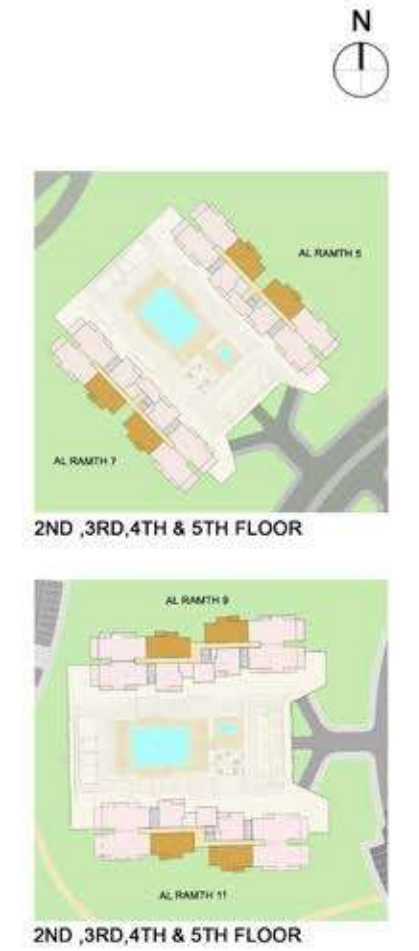 N
AL RAMTH 5
AL RAMTH 7
2ND ,3RD,4TH & 5TH FLOOR
AL RAMTH 9
AL RAMTH 11
2ND ,3RD,4TH & 5TH FLOOR